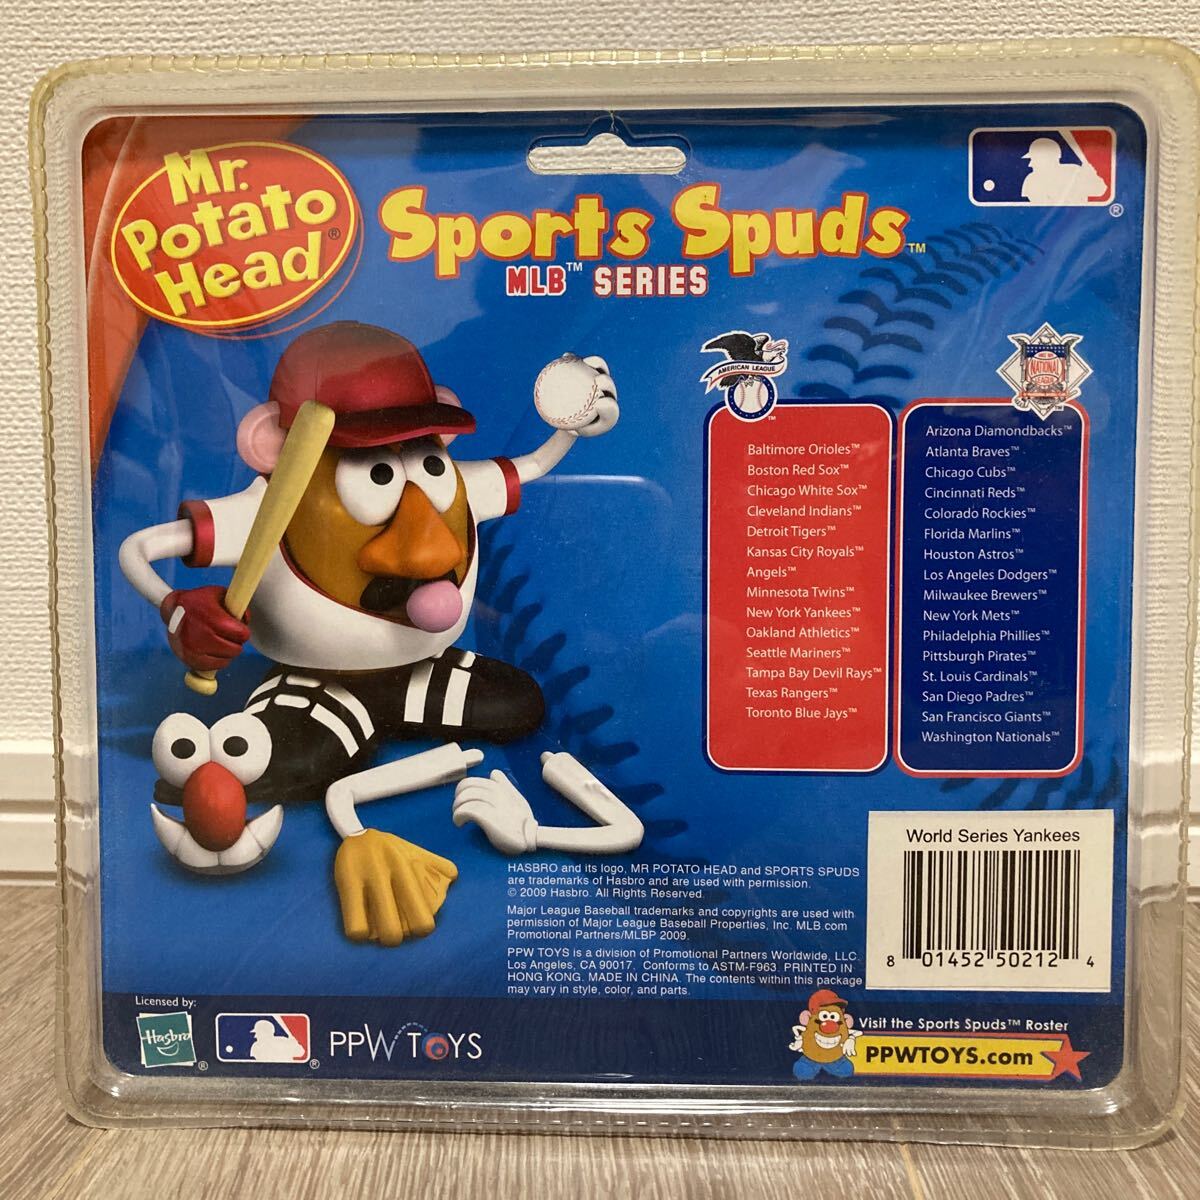 Mr.
Potato
Head®
Sports Spuds™
MLB™ SERIES
®
AMERICAN LEAGUE
™
Baltimore Orioles™
Boston Red Sox™
Chicago White Sox™
Cleveland Indians™
Detroit Tigers™
Kansas City Royals™
Angels™
Minnesota Twins™
New York Yankees™
Oakland Athletics™
Seattle Mariners™
Tampa Bay Devil Rays™
Texas Rangers™
Toronto Blue Jays™
NATIONAL
LEAGUE
Arizona Diamondbacks™
Atlanta Braves™
Chicago Cubs™
Cincinnati Reds™
Colorado Rockies™
Florida Marlins™
Houston Astros™
Los Angeles Dodgers™
Milwaukee Brewers™
New York Mets™
Philadelphia Phillies™
Pittsburgh Pirates™
St. Louis Cardinals™
San Diego Padres™
San Francisco Giants™
Washington Nationals™
World Series Yankees
8 01452 50212 4
HASBRO and its logo, MR POTATO HEAD and SPORTS SPUDS
are trademarks of Hasbro and are used with permission.
© 2009 Hasbro. All Rights Reserved.
Major League Baseball trademarks and copyrights are used with
permission of Major League Baseball Properties, Inc. MLB.com
Promotional Partners/MLBP 2009.
PPW TOYS is a division of Promotional Partners Worldwide, LLC.
Los Angeles, CA 90017. Conforms to ASTM-F963. PRINTED IN
HONG KONG. MADE IN CHINA. The contents within this package
may vary in style, color, and parts.
Licensed by:
Hasbro
®
®
PPW TOYS
Visit the Sports Spuds™ Roster
PPWTOYS.com